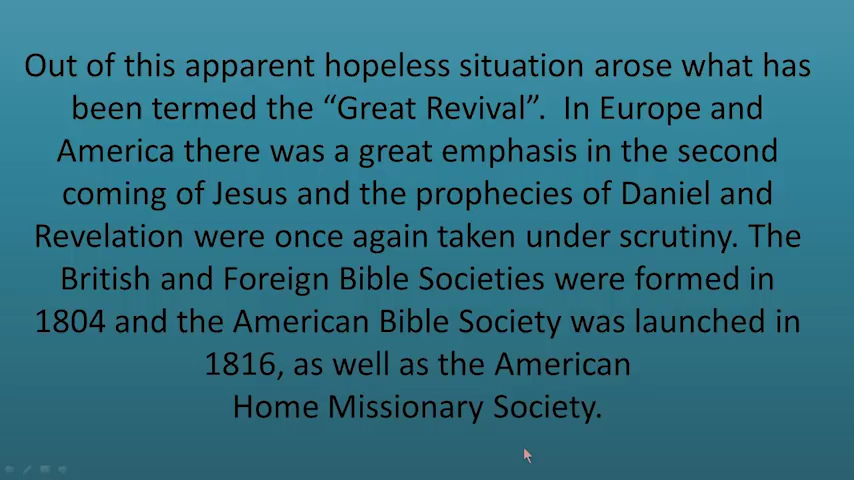 Out of this apparent hopeless situation arose what has
been termed the “Great Revival”.  In Europe and
America there was a great emphasis in the second
coming of Jesus and the prophecies of Daniel and
Revelation were once again taken under scrutiny. The
British and Foreign Bible Societies were formed in
1804 and the American Bible Society was launched in
1816, as well as the American
Home Missionary Society.